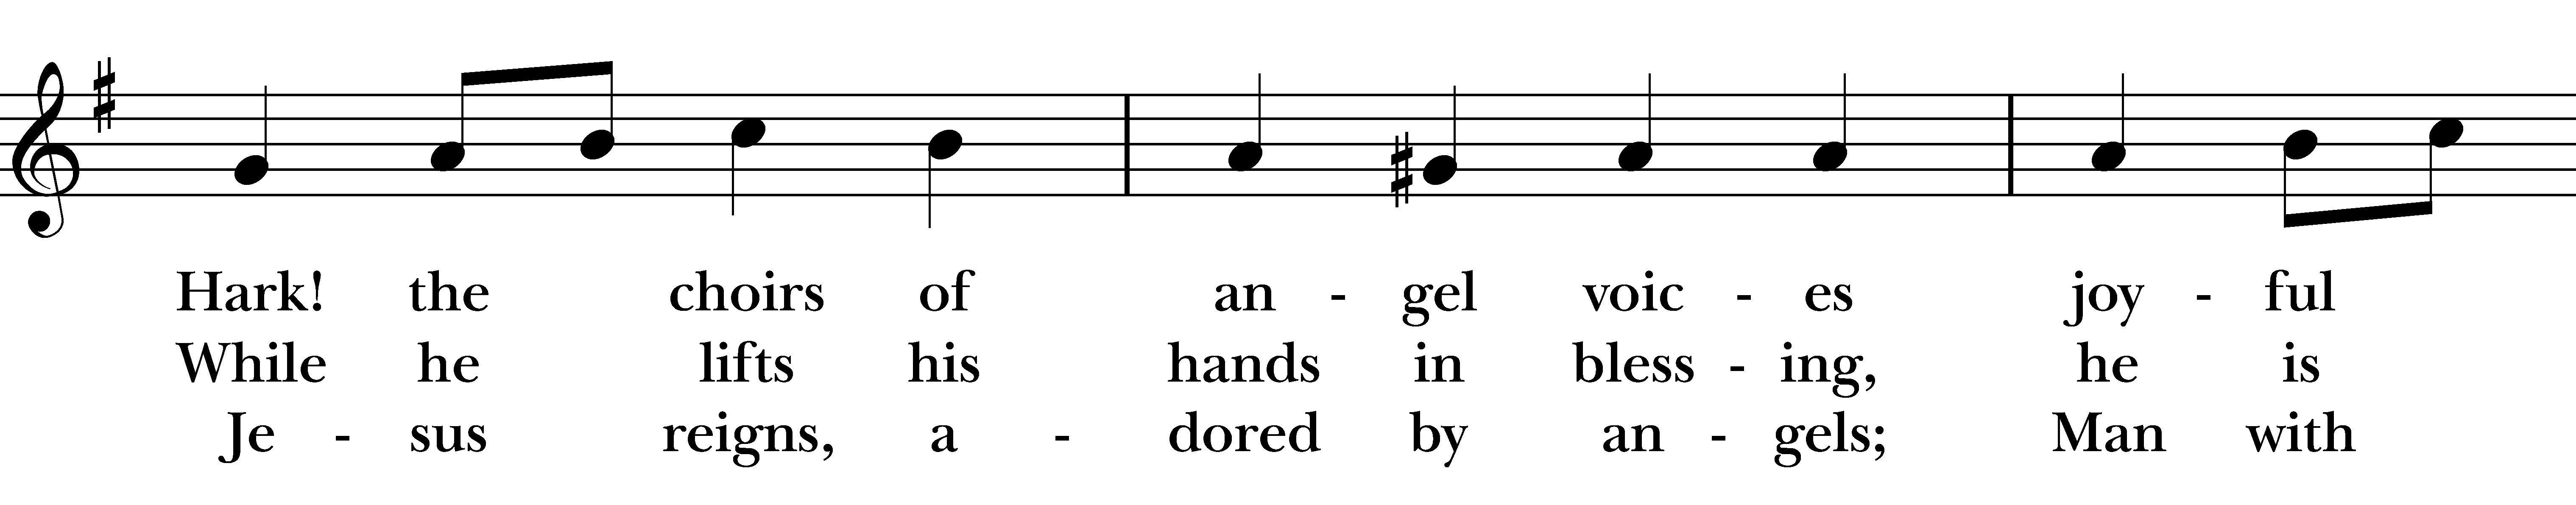 Hark! the choirs of an - gel voic - es joy - ful
While he lifts his hands in bless - ing, he is
Je - sus reigns, a - dored by an - gels; Man with